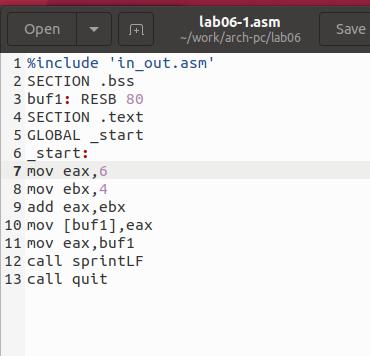 Open
lab06-1.asm
~/work/arch-pc/lab06
Save
1 %include 'in_out.asm'
2 SECTION .bss
3 buf1: RESB 80
4 SECTION .text
5 GLOBAL _start
6 _start:
7 mov eax,6
8 mov ebx,4
9 add eax,ebx
10 mov [buf1],eax
11 mov eax,buf1
12 call sprintLF
13 call quit